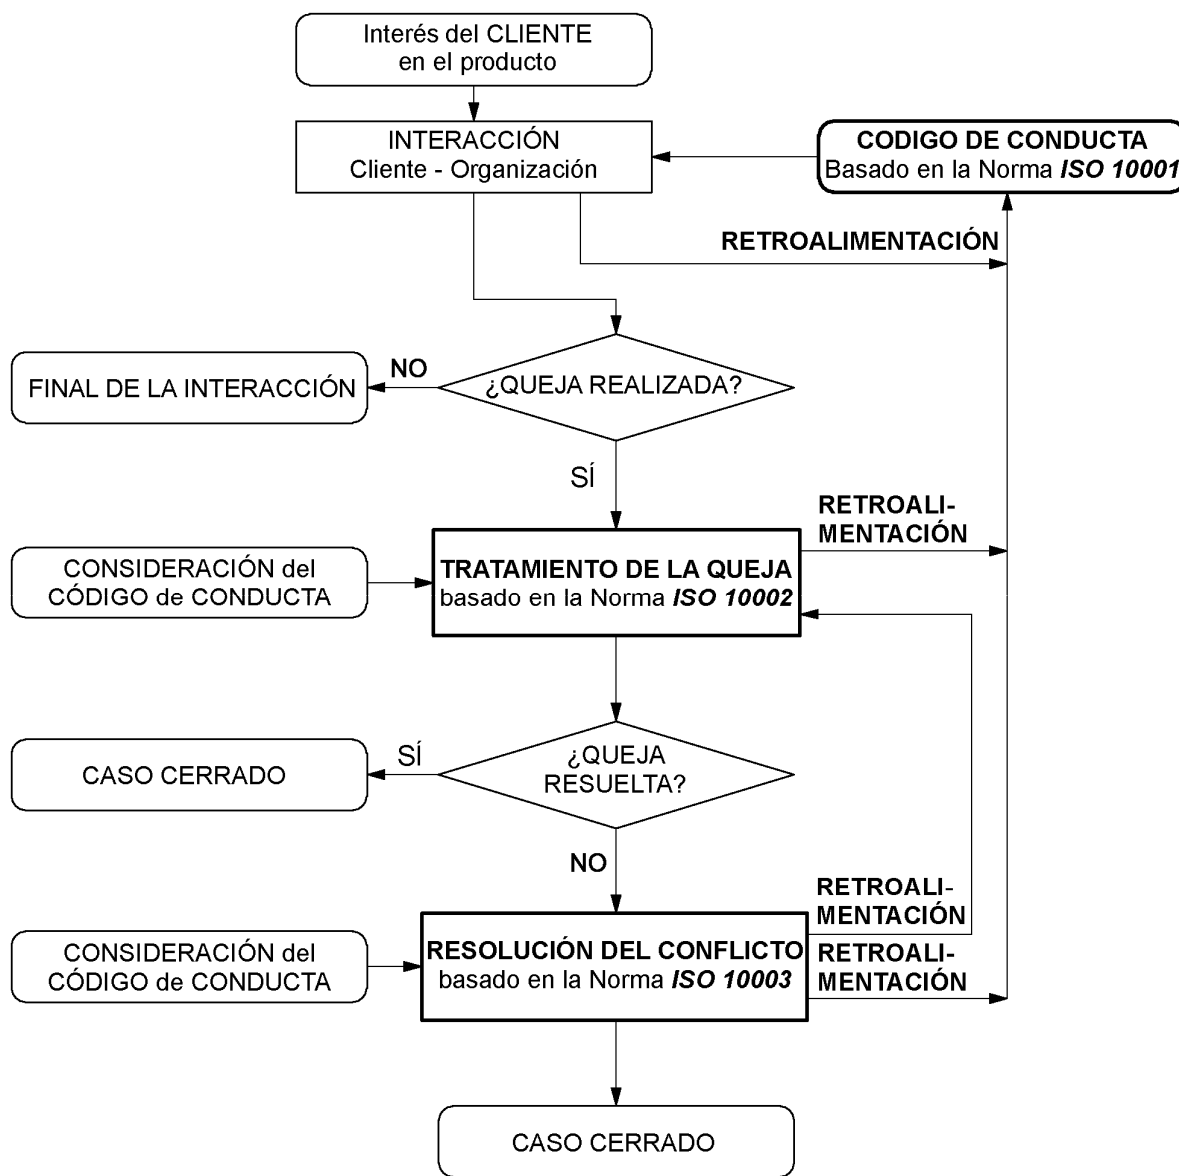 Interés del CLIENTE
en el producto
INTERACCIÓN
Cliente - Organización
CODIGO DE CONDUCTA
Basado en la Norma ISO 10001
RETROALIMENTACIÓN
¿QUEJA REALIZADA?
NO
FINAL DE LA INTERACCIÓN
SÍ
RETROALI-
MENTACIÓN
CONSIDERACIÓN del
CÓDIGO de CONDUCTA
TRATAMIENTO DE LA QUEJA
basado en la Norma ISO 10002
¿QUEJA
RESUELTA?
SÍ
CASO CERRADO
NO
RETROALI-
MENTACIÓN
CONSIDERACIÓN del
CÓDIGO de CONDUCTA
RESOLUCIÓN DEL CONFLICTO
basado en la Norma ISO 10003
RETROALI-
MENTACIÓN
CASO CERRADO